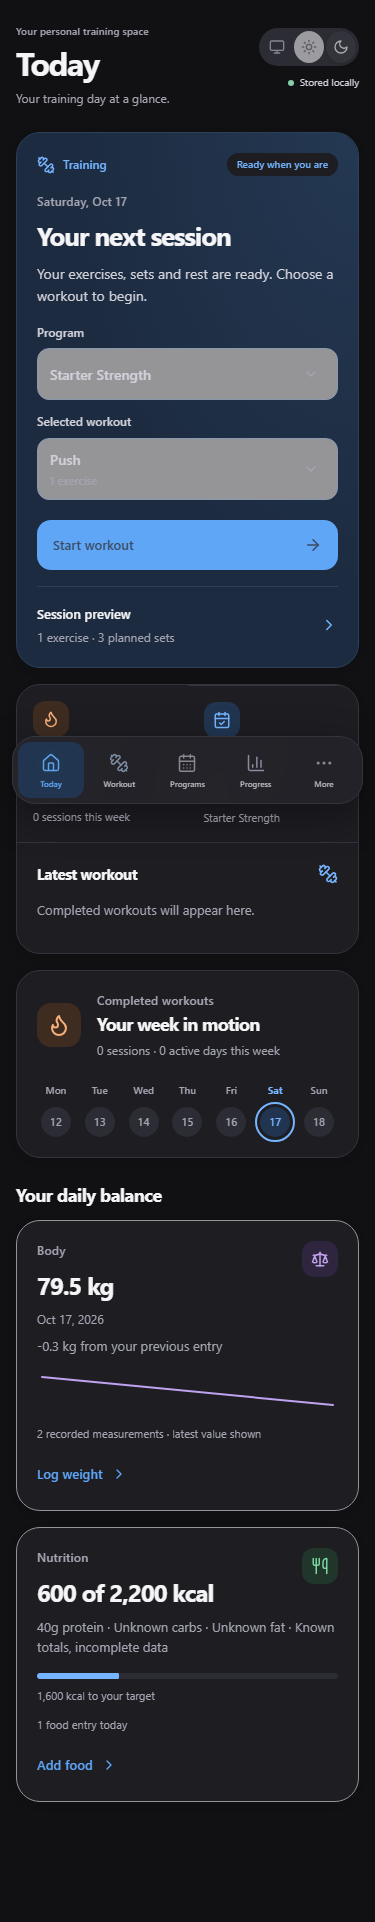 Your personal training space
Today
Your training day at a glance.
Stored locally
Training
Ready when you are
Saturday, Oct 17
Your next session
Your exercises, sets and rest are ready. Choose a
workout to begin.
Program
Starter Strength
Selected workout
Push
1 exercise
Start workout
Session preview
1 exercise · 3 planned sets
Today
Workout
Programs
Progress
More
0 sessions this week
Starter Strength
Latest workout
Completed workouts will appear here.
Completed workouts
Your week in motion
0 sessions · 0 active days this week
Mon Tue Wed Thu Fri Sat Sun
12 13 14 15 16 17 18
Your daily balance
Body
79.5 kg
Oct 17, 2026
-0.3 kg from your previous entry
2 recorded measurements · latest value shown
Log weight
Nutrition
600 of 2,200 kcal
40g protein · Unknown carbs · Unknown fat · Known
totals, incomplete data
1,600 kcal to your target
1 food entry today
Add food